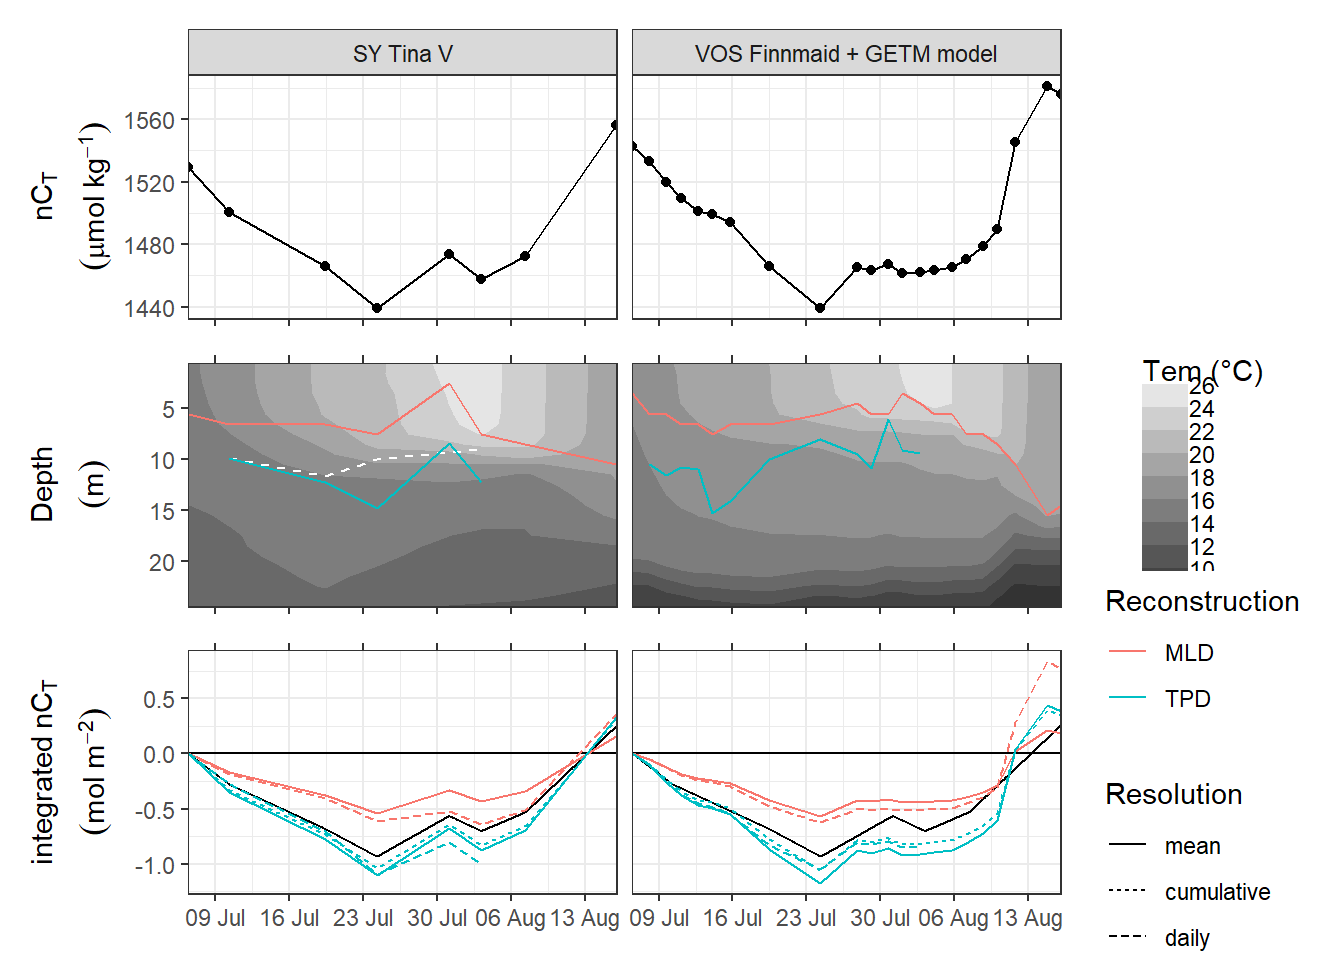 SY Tina V
VOS Finnmaid + GETM model
nCT
(µmol kg−1)
1560
1520
1480
1440
Depth
(m)
5
10
15
20
Tem (°C)
26
24
22
20
18
16
14
12
10
Reconstruction
MLD
TPD
integrated nCT
(mol m−2)
0.5
0.0
-0.5
-1.0
09 Jul 16 Jul 23 Jul 30 Jul 06 Aug 13 Aug
09 Jul 16 Jul 23 Jul 30 Jul 06 Aug 13 Aug
Resolution
mean
cumulative
daily